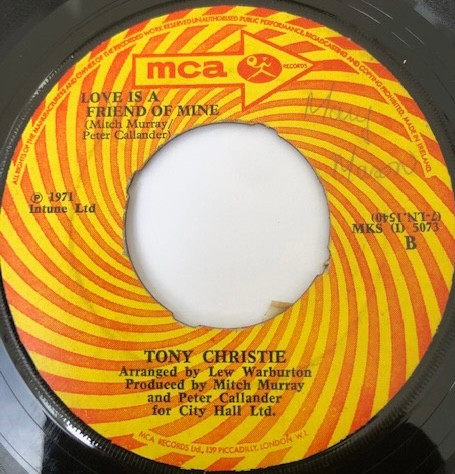 ALL RIGHTS OF THE MANUFACTURER AND OF THE OWNER OF THE RECORDED WORK RESERVED. UNAUTHORISED PUBLIC PERFORMANCE, BROADCASTING AND COPYING PROHIBITED. MADE IN IRELAND.
mca RECORDS
LOVE IS A
FRIEND OF MINE
(Mitch Murray/
Peter Callander)
Mary
℗ 1971
Intune Ltd
(7-LN.1540)
MKS (I) 5073
B
TONY CHRISTIE
Arranged by Lew Warburton
Produced by Mitch Murray
and Peter Callander
for City Hall Ltd.
MCA RECORDS LTD., 139 PICCADILLY, LONDON W.1.